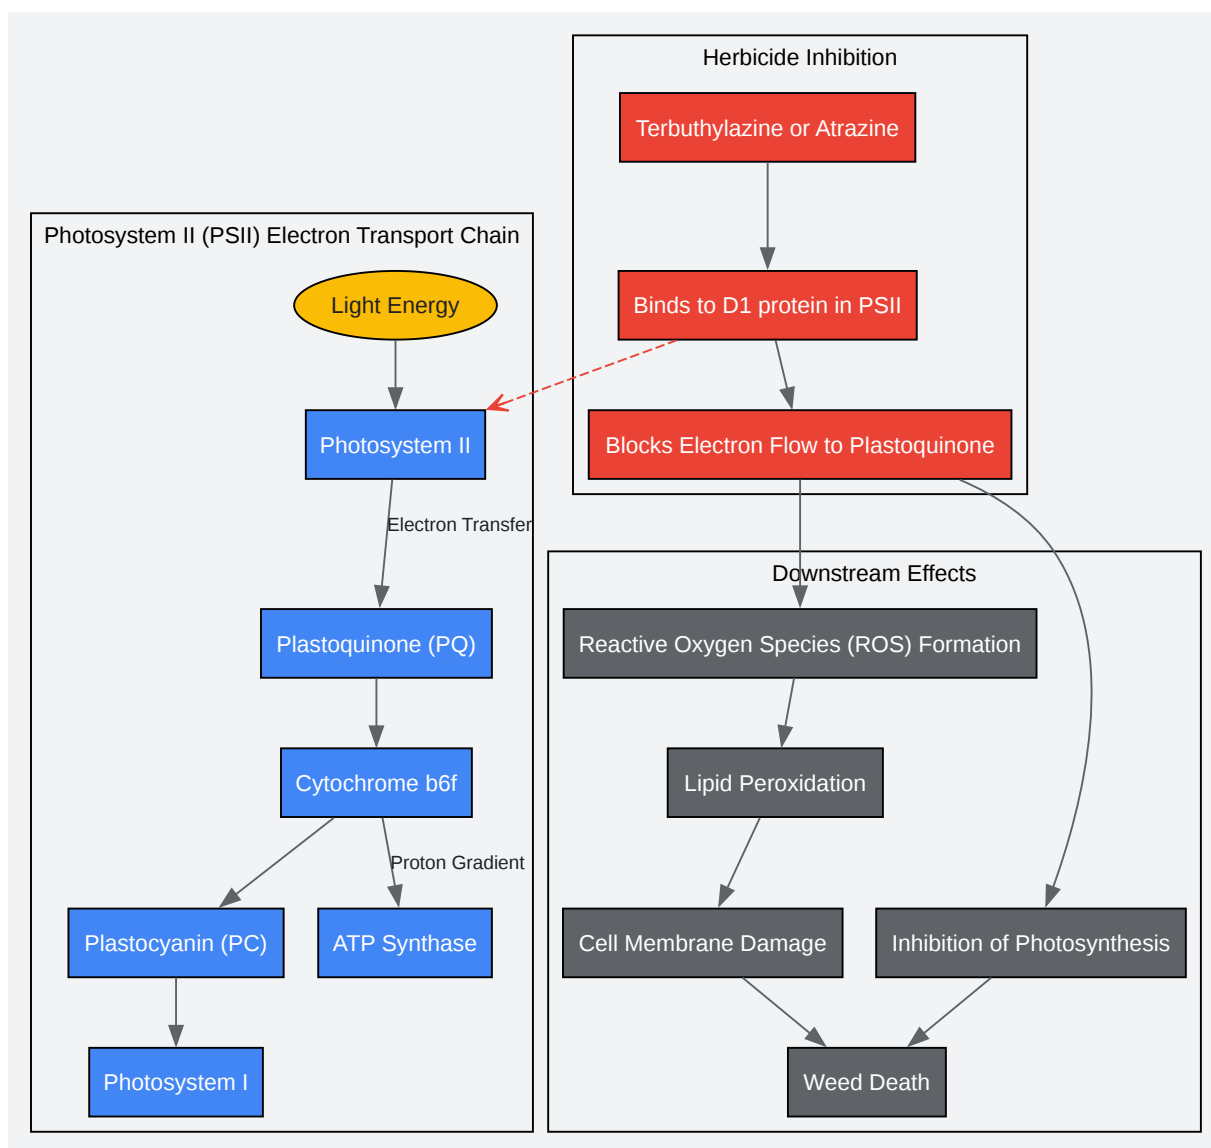 Herbicide Inhibition
Terbuthylazine or Atrazine
Binds to D1 protein in PSII
Blocks Electron Flow to Plastoquinone
Photosystem II (PSII) Electron Transport Chain
Light Energy
Photosystem II
Electron Transfer
Plastoquinone (PQ)
Cytochrome b6f
Proton Gradient
Plastocyanin (PC)
ATP Synthase
Photosystem I
Downstream Effects
Reactive Oxygen Species (ROS) Formation
Lipid Peroxidation
Cell Membrane Damage
Inhibition of Photosynthesis
Weed Death